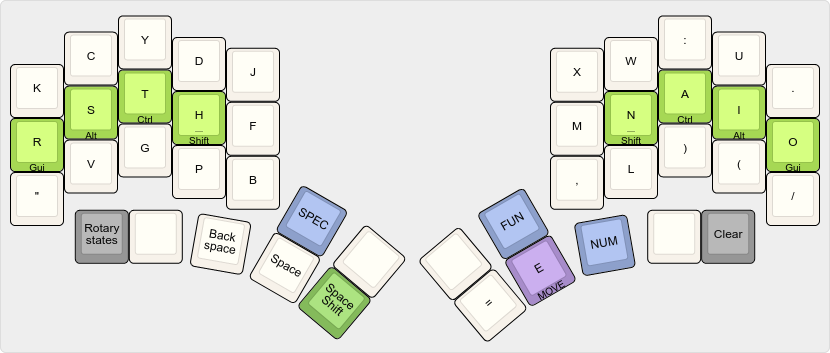 K C Y D J X W : U .
R S T H F M N A I O
Gui Alt Ctrl _ Shift _ Shift Ctrl Alt Gui
" V G P B , L ) ( /
Rotary
states
Back
space
Space
SPEC
Space
Shift
FUN
E
MOVE
=
NUM
Clear